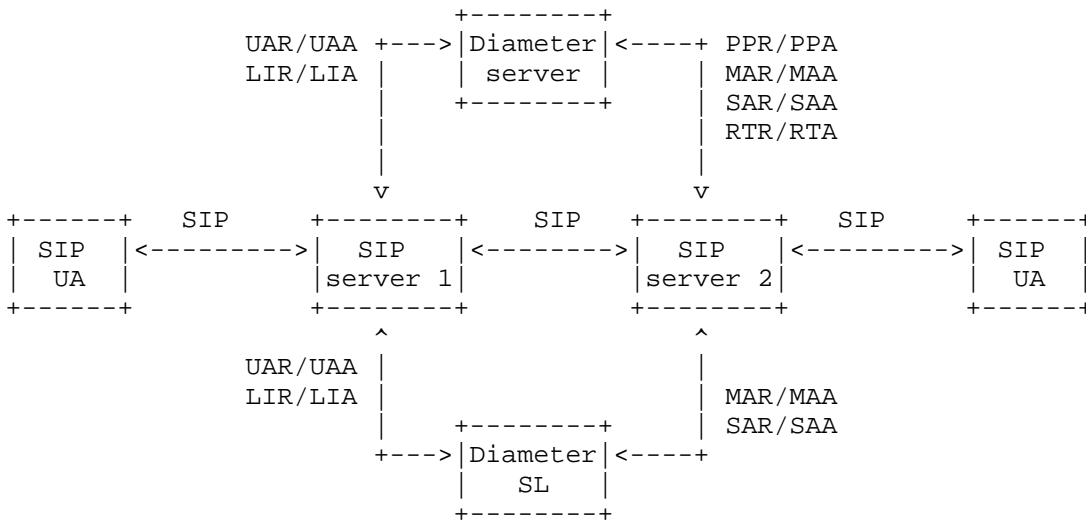 UAR/UAA Diameter PPR/PPA
LIR/LIA server MAR/MAA
SAR/SAA
RTR/RTA
SIP SIP SIP
SIP SIP SIP SIP
UA server 1 server 2 UA
UAR/UAA
LIR/LIA MAR/MAA
SAR/SAA
Diameter
SL